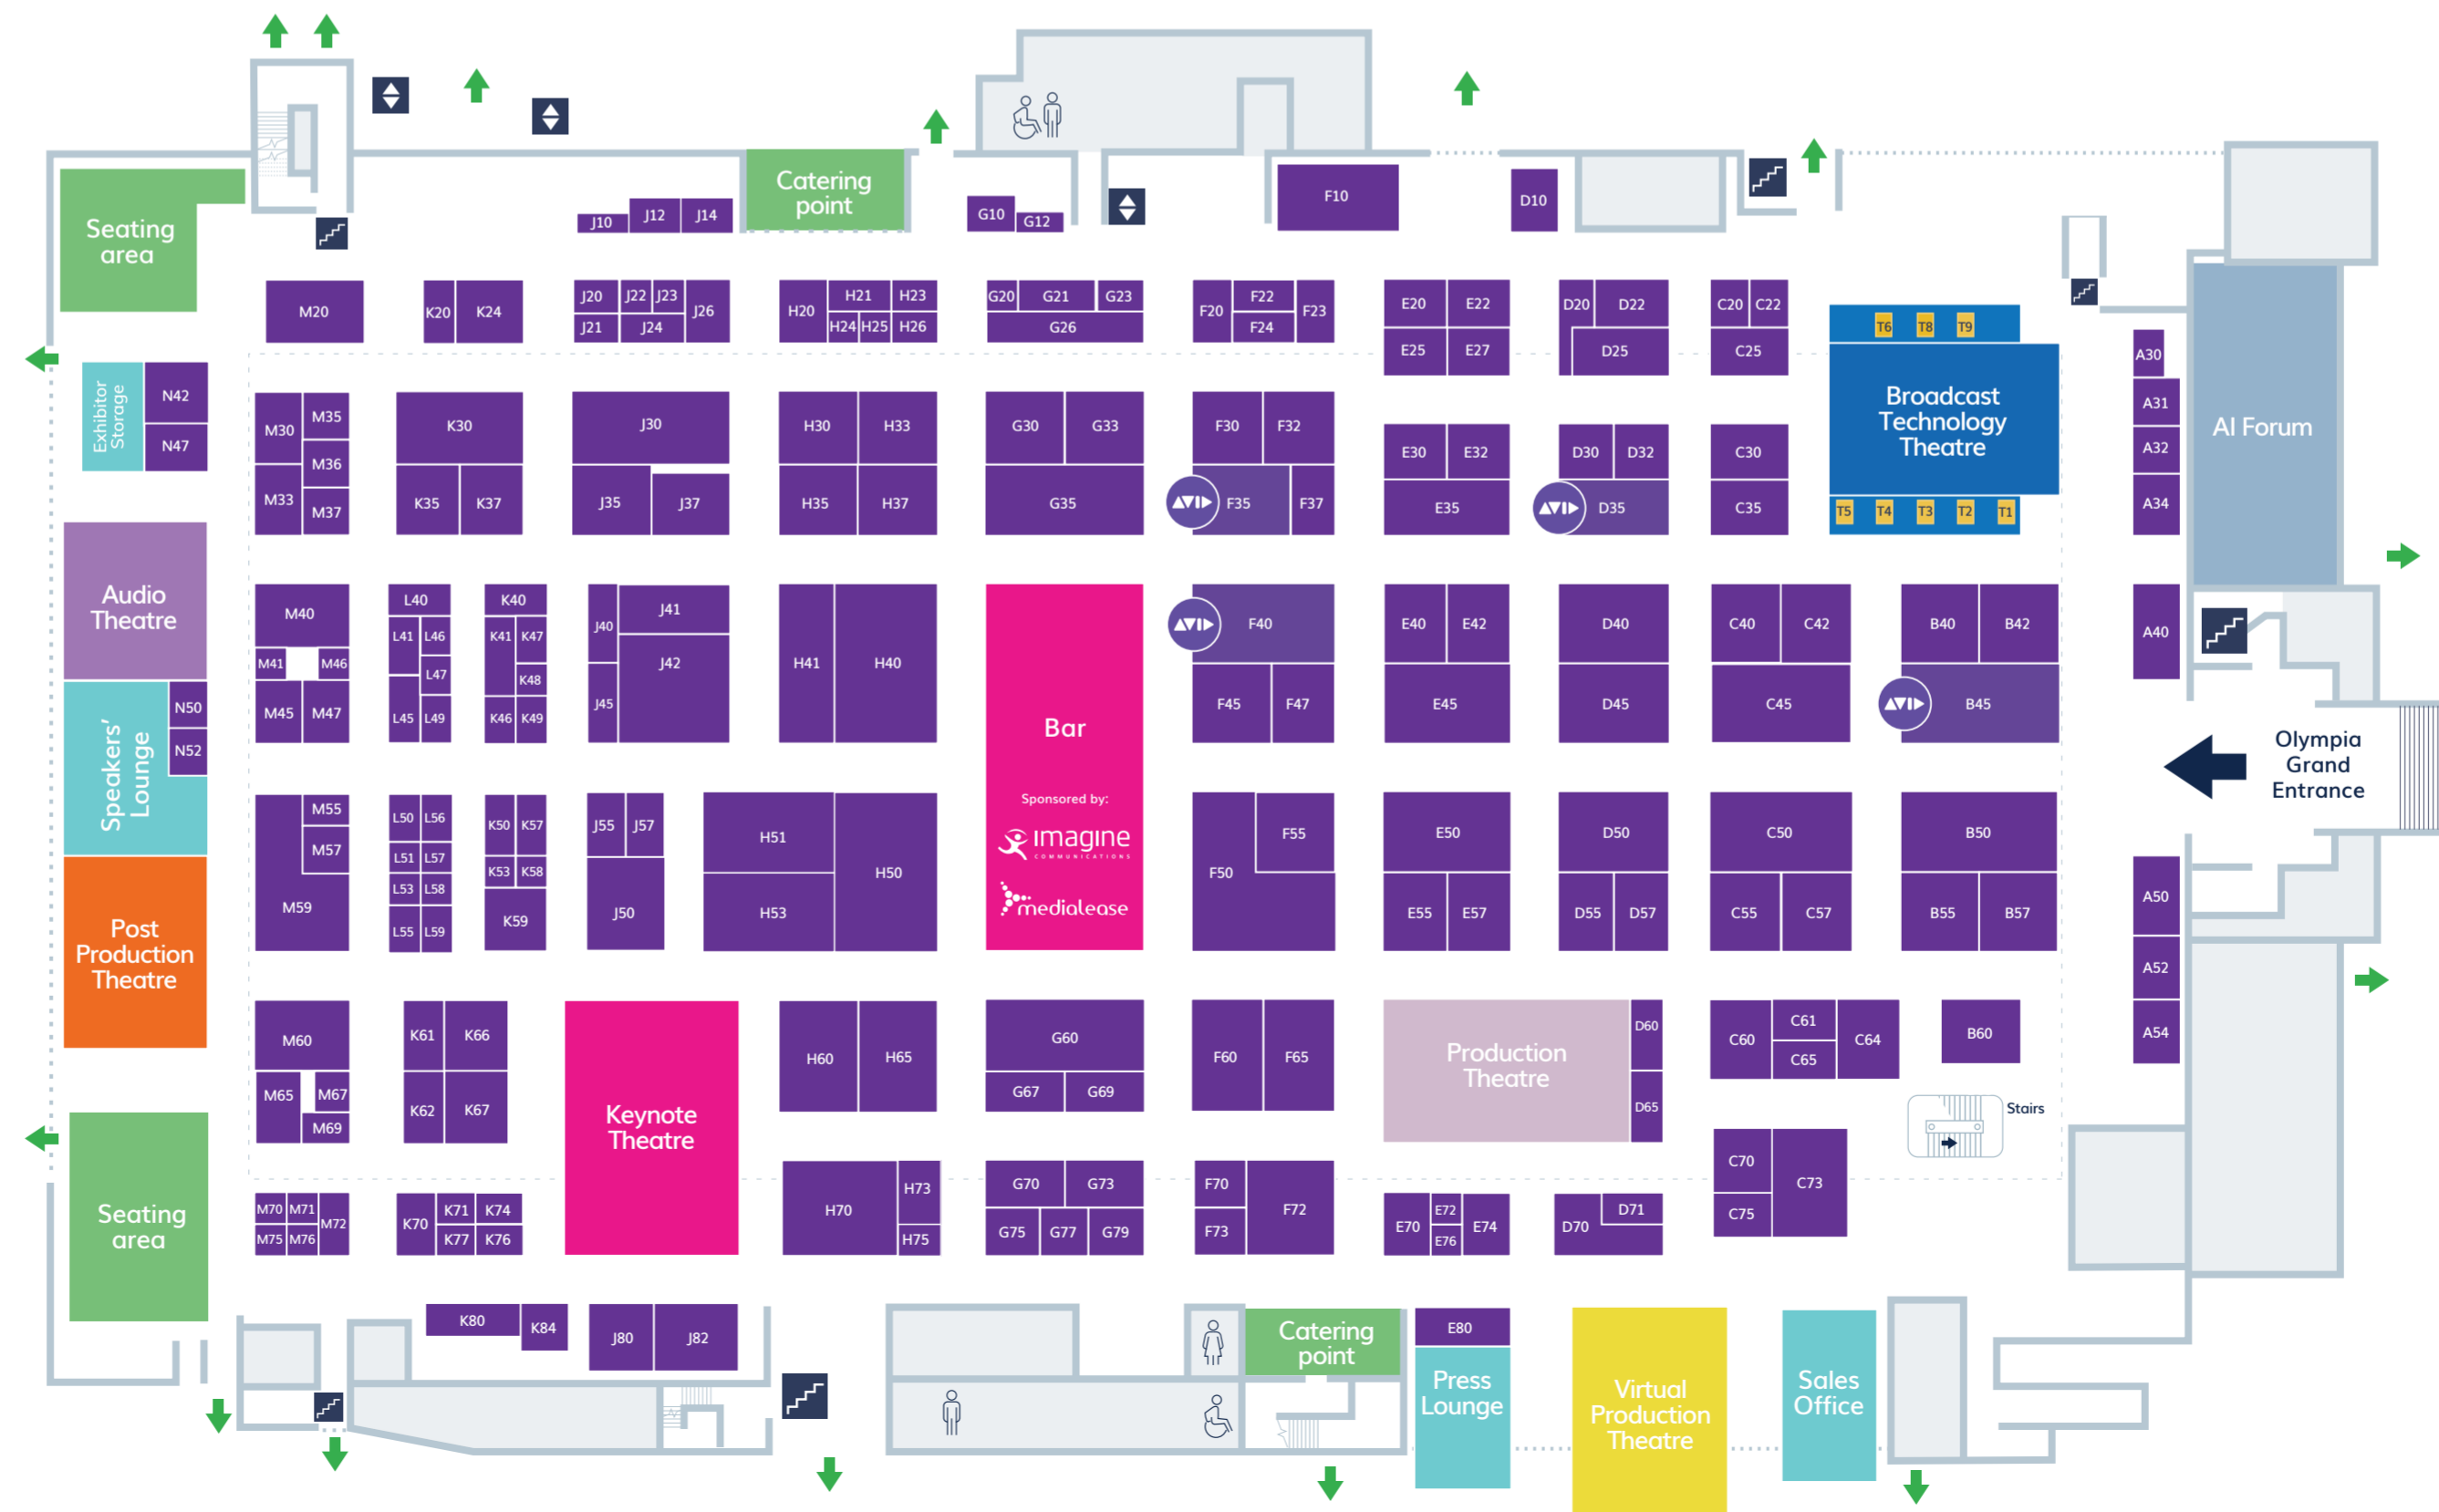 Seating
area
Catering
point
J10
J12
J14
G10
G12
F10
D10
M20
K20
K24
J20
J22
J23
J26
J21
J24
H20
H21
H23
H24
H25
H26
G20
G21
G23
G26
F20
F22
F23
F24
E20
E22
E25
E27
D20
D22
D25
C20
C22
C25
T6
T8
T9
Broadcast
Technology
Theatre
T5
T4
T3
T2
T1
A30
A31
A32
A34
AI Forum
Exhibitor
Storage
N42
N47
M30
M35
M36
M33
M37
K30
K35
K37
J30
J35
J37
H30
H33
H35
H37
G30
G33
G35
F30
F32
AVID
F35
F37
E30
E32
E35
D30
D32
AVID
D35
C30
C35
Audio
Theatre
M40
M41
M46
M45
M47
L40
L41
L46
L47
L45
L49
K40
K41
K47
K48
K46
K49
J40
J41
J42
J45
H41
H40
Bar
Sponsored by:
imagine
COMMUNICATIONS
medialease
AVID
F40
F45
F47
E40
E42
E45
D40
D45
C40
C42
C45
B40
B42
AVID
B45
A40
Olympia
Grand
Entrance
Speakers'
Lounge
N50
N52
M55
M57
M59
L50
L56
L51
L57
L53
L58
L55
L59
K50
K57
K53
K58
K59
J55
J57
J50
H51
H53
H50
F50
F55
E50
E55
E57
D50
D55
D57
C50
C55
C57
B50
B55
B57
A50
A52
A54
Post
Production
Theatre
M60
M65
M67
M69
K61
K66
K62
K67
Keynote
Theatre
H60
H65
G60
G67
G69
F60
F65
Production
Theatre
D60
D65
C60
C61
C65
C64
B60
Stairs
Seating
area
M70
M71
M72
M75
M76
K70
K71
K74
K77
K76
H70
H73
H75
G70
G73
G75
G77
G79
F70
F72
F73
E70
E72
E74
E76
D70
D71
C70
C73
C75
K80
K84
J80
J82
Catering
point
E80
Press
Lounge
Virtual
Production
Theatre
Sales
Office